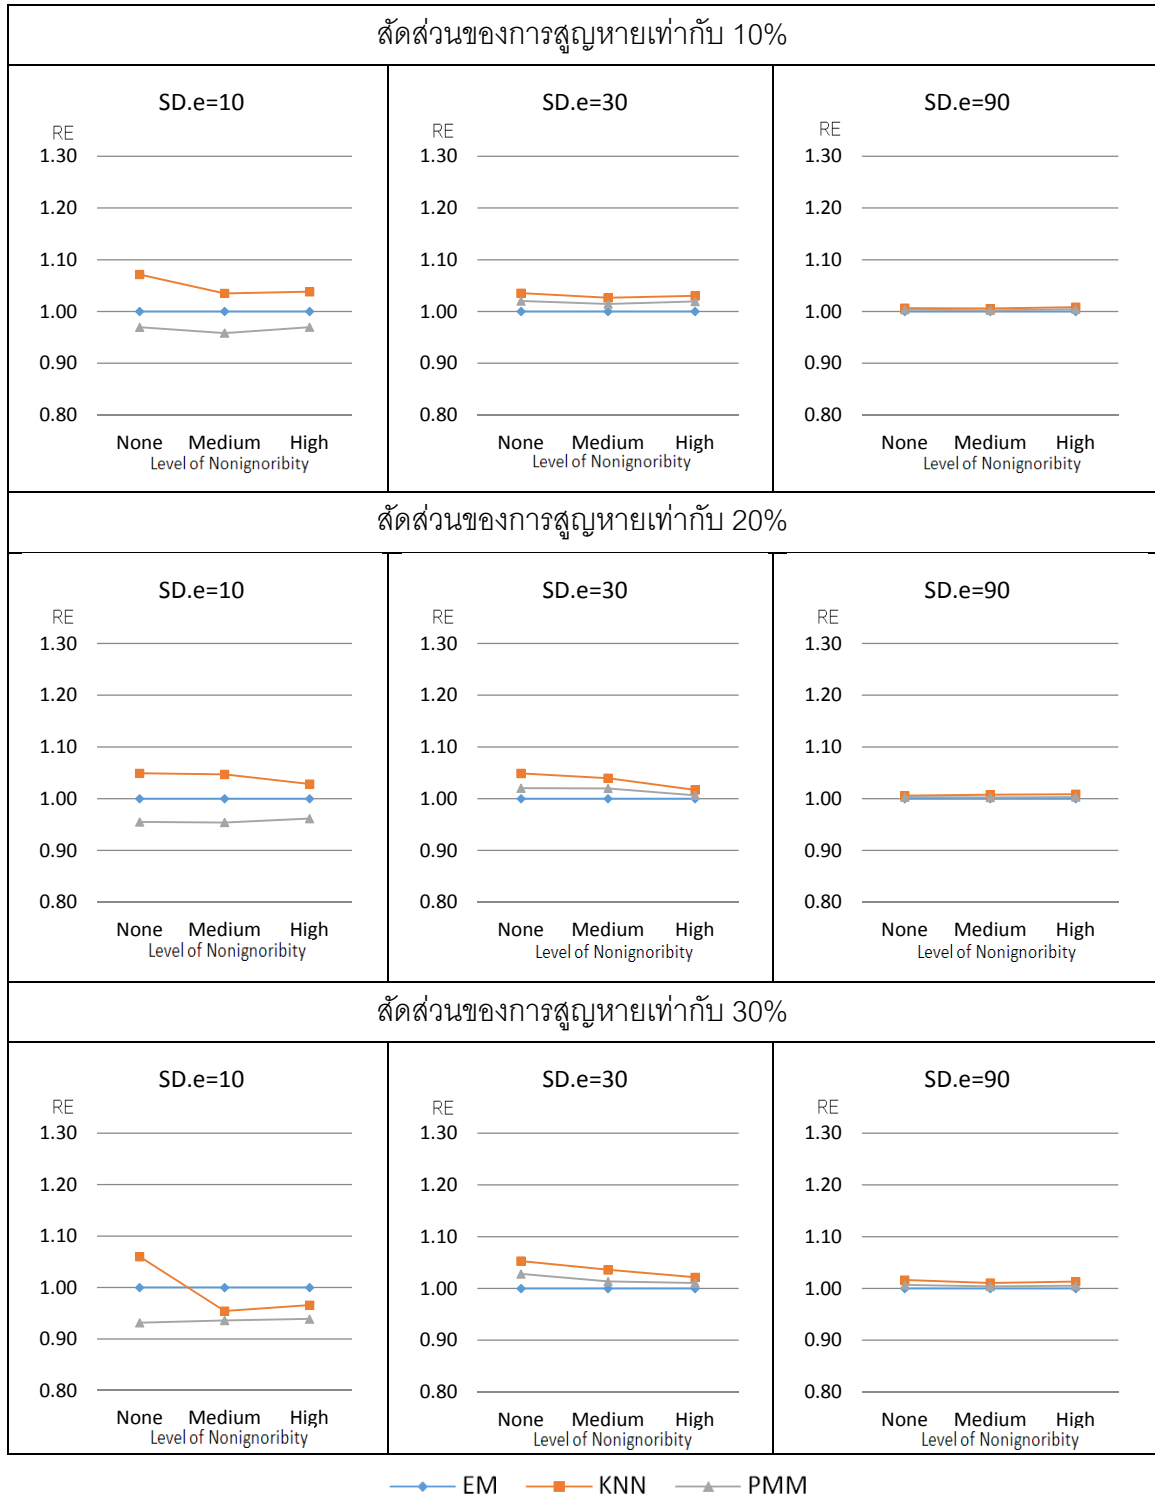 สัดส่วนของการสูญหายเท่ากับ 10%
SD.e=10
RE
1.30
1.20
1.10
1.00
0.90
0.80
None Medium High
Level of Nonignoribity
SD.e=30
RE
1.30
1.20
1.10
1.00
0.90
0.80
None Medium High
Level of Nonignoribity
SD.e=90
RE
1.30
1.20
1.10
1.00
0.90
0.80
None Medium High
Level of Nonignoribity
สัดส่วนของการสูญหายเท่ากับ 20%
SD.e=10
RE
1.30
1.20
1.10
1.00
0.90
0.80
None Medium High
Level of Nonignoribity
SD.e=30
RE
1.30
1.20
1.10
1.00
0.90
0.80
None Medium High
Level of Nonignoribity
SD.e=90
RE
1.30
1.20
1.10
1.00
0.90
0.80
None Medium High
Level of Nonignoribity
สัดส่วนของการสูญหายเท่ากับ 30%
SD.e=10
RE
1.30
1.20
1.10
1.00
0.90
0.80
None Medium High
Level of Nonignoribity
SD.e=30
RE
1.30
1.20
1.10
1.00
0.90
0.80
None Medium High
Level of Nonignoribity
SD.e=90
RE
1.30
1.20
1.10
1.00
0.90
0.80
None Medium High
Level of Nonignoribity
EM KNN PMM